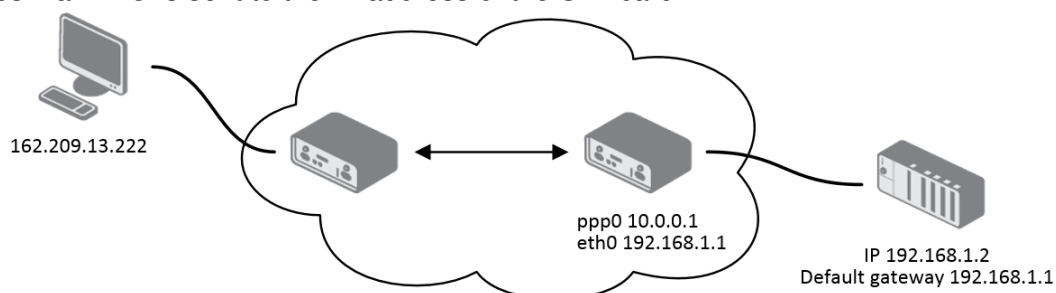 162.209.13.222
ppp0 10.0.0.1
eth0 192.168.1.1
IP 192.168.1.2
Default gateway 192.168.1.1